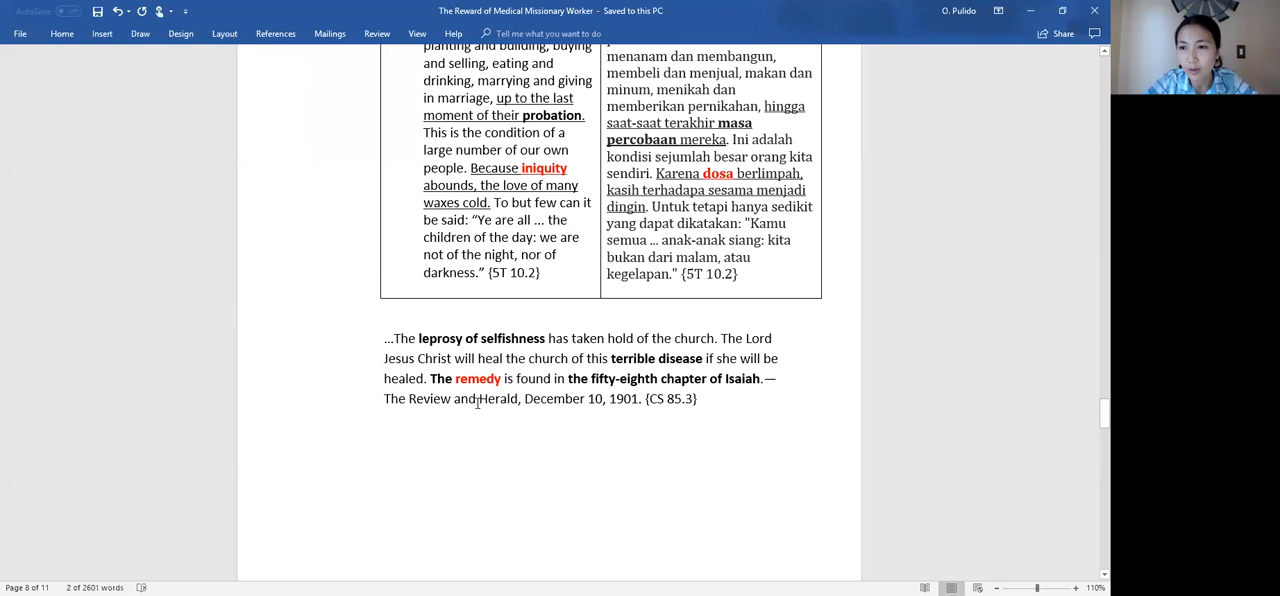 AutoSave Off
The Reward of Medical Missionary Worker - Saved to this PC
O. Pulido
File Home Insert Draw Design Layout References Mailings Review View Help Tell me what you want to do
Share
planting and building, buying
and selling, eating and
drinking, marrying and giving
in marriage, up to the last
moment of their probation.
This is the condition of a
large number of our own
people. Because iniquity
abounds, the love of many
waxes cold. To but few can it
be said: “Ye are all ... the
children of the day: we are
not of the night, nor of
darkness.” {5T 10.2}
menanam dan membangun,
membeli dan menjual, makan dan
minum, menikah dan
memberikan pernikahan, hingga
saat-saat terakhir masa
percobaan mereka. Ini adalah
kondisi sejumlah besar orang kita
sendiri. Karena dosa berlimpah,
kasih terhadapa sesama menjadi
dingin. Untuk tetapi hanya sedikit
yang dapat dikatakan: "Kamu
semua ... anak-anak siang: kita
bukan dari malam, atau
kegelapan." {5T 10.2}
...The leprosy of selfishness has taken hold of the church. The Lord
Jesus Christ will heal the church of this terrible disease if she will be
healed. The remedy is found in the fifty-eighth chapter of Isaiah.—
The Review and Herald, December 10, 1901. {CS 85.3}
Page 8 of 11 2 of 2601 words
110%